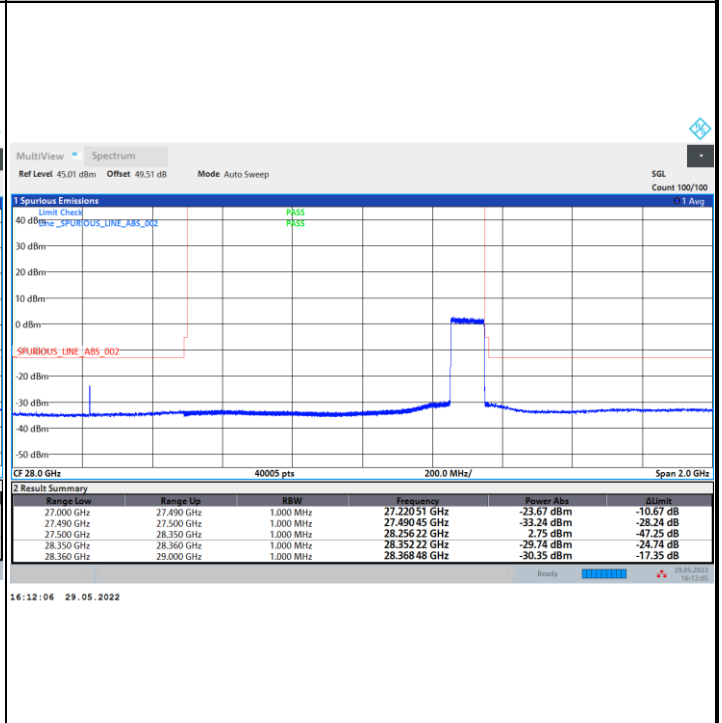 MultiView Spectrum
Ref Level 45.01 dBm Offset 49.51 dB Mode Auto Sweep SGL
Count 100/100
1 Spurious Emissions 1 Avg
Limit Check PASS
40 dBm
Line _SPURIOUS_LINE_ABS_002 PASS
30 dBm
20 dBm
10 dBm
0 dBm
_SPURIOUS_LINE_ABS_002
-20 dBm
-30 dBm
-40 dBm
-50 dBm
CF 28.0 GHz 40005 pts 200.0 MHz/ Span 2.0 GHz
2 Result Summary
Range Low Range Up RBW Frequency Power Abs ΔLimit
27.000 GHz 27.490 GHz 1.000 MHz 27.220 51 GHz -23.67 dBm -10.67 dB
27.490 GHz 27.500 GHz 1.000 MHz 27.490 45 GHz -33.24 dBm -28.24 dB
27.500 GHz 28.350 GHz 1.000 MHz 28.256 22 GHz 2.75 dBm -47.25 dB
28.350 GHz 28.360 GHz 1.000 MHz 28.352 22 GHz -29.74 dBm -24.74 dB
28.360 GHz 29.000 GHz 1.000 MHz 28.368 48 GHz -30.35 dBm -17.35 dB
Ready 29.05.2022
16:12:05
16:12:06 29.05.2022